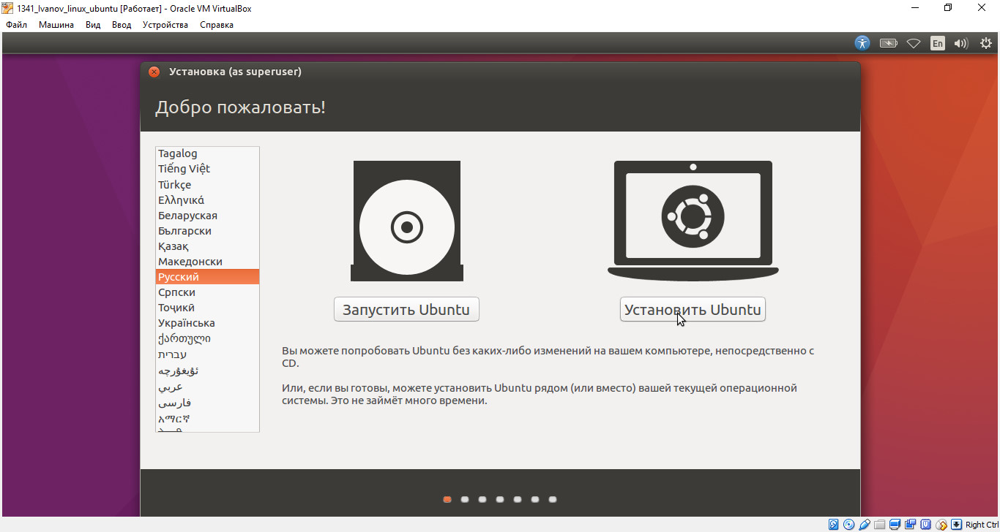 1341_Ivanov_linux_ubuntu [Работает] - Oracle VM VirtualBox
Файл Машина Вид Ввод Устройства Справка
En
Установка (as superuser)
Добро пожаловать!
Tagalog
Tiếng Việt
Türkçe
Ελληνικά
Беларуская
Български
Қазақ
Македонски
Русский
Српски
Тоҷикӣ
Українська
ქართული
עברית
ئۇيغۇرچە
عربي
فارسی
አማርኛ
Запустить Ubuntu
Установить Ubuntu
Вы можете попробовать Ubuntu без каких-либо изменений на вашем компьютере, непосредственно с
CD.
Или, если вы готовы, можете установить Ubuntu рядом (или вместо) вашей текущей операционной
системы. Это не займёт много времени.
Right Ctrl